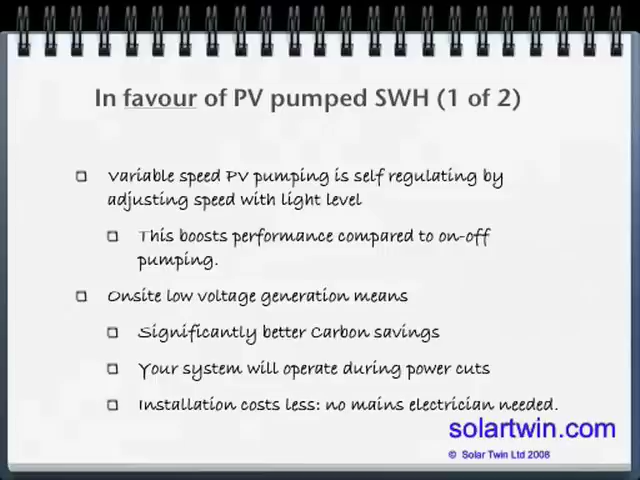 In favour of PV pumped SWH (1 of 2)
Variable speed PV pumping is self regulating by
adjusting speed with light level
This boosts performance compared to on-off
pumping.
Onsite low voltage generation means
Significantly better Carbon savings
Your system will operate during power cuts
Installation costs less: no mains electrician needed.
solartwin.com
© Solar Twin Ltd 2008